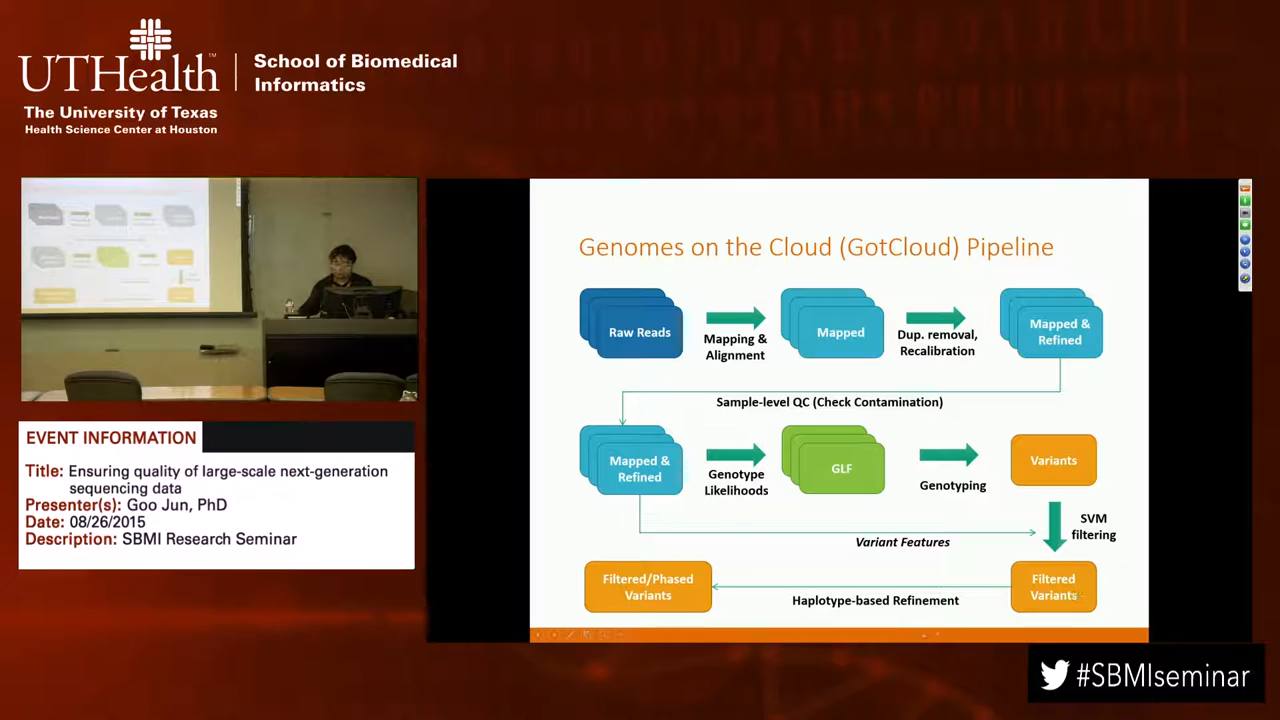 UTHealth™
The University of Texas
Health Science Center at Houston
School of Biomedical
Informatics
EVENT INFORMATION
Title: Ensuring quality of large-scale next-generation
sequencing data
Presenter(s): Goo Jun, PhD
Date: 08/26/2015
Description: SBMI Research Seminar
Genomes on the Cloud (GotCloud) Pipeline
Raw Reads
Mapping &
Alignment
Mapped
Dup. removal,
Recalibration
Mapped &
Refined
Sample-level QC (Check Contamination)
Mapped &
Refined
Genotype
Likelihoods
GLF
Genotyping
Variants
SVM
filtering
Variant Features
Filtered/Phased
Variants
Haplotype-based Refinement
Filtered
Variants
#SBMIseminar